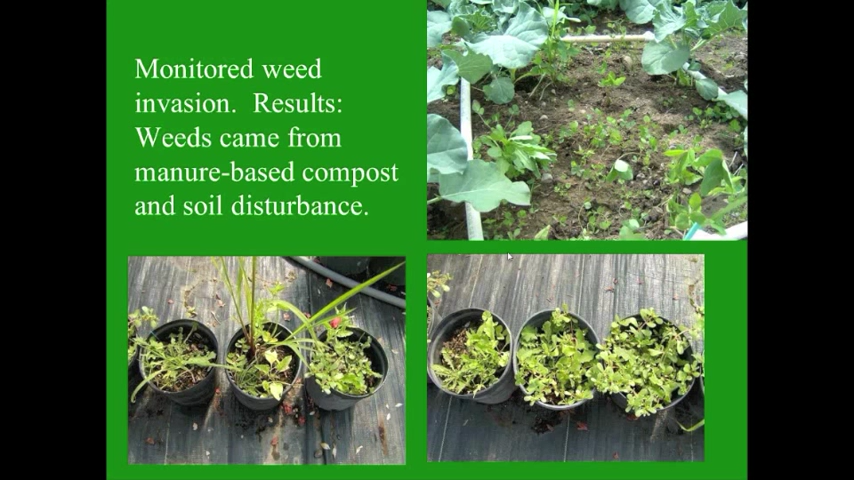 Monitored weed
invasion.  Results:
Weeds came from
manure-based compost
and soil disturbance.